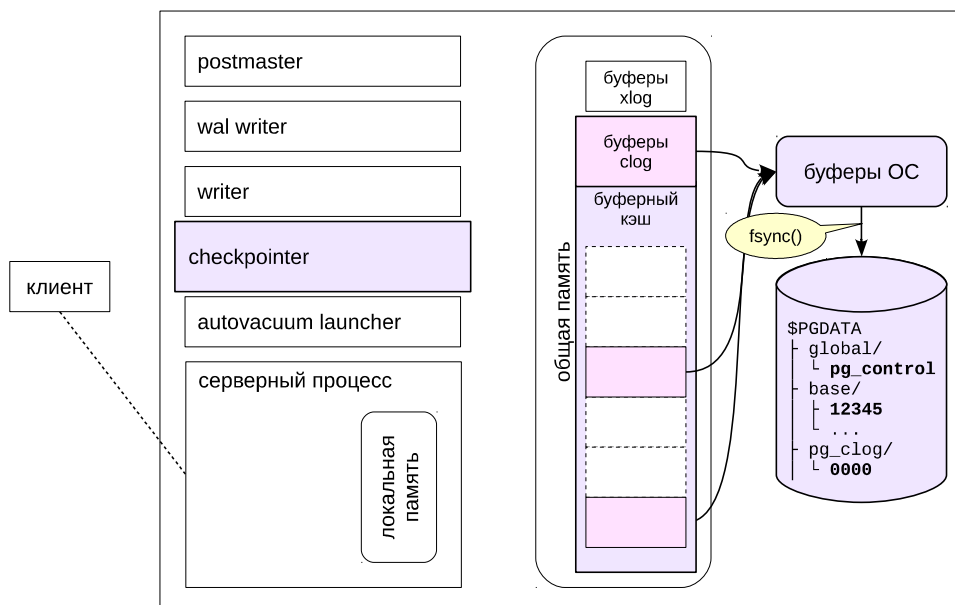 клиент
postmaster
wal writer
writer
checkpointer
autovacuum launcher
серверный процесс
локальная
память
общая память
буферы
xlog
буферы
clog
буферный
кэш
буферы ОС
fsync()
$PGDATA
├ global/
│ └ pg_control
├ base/
│ ├ 12345
│ └ ...
├ pg_clog/
│ └ 0000